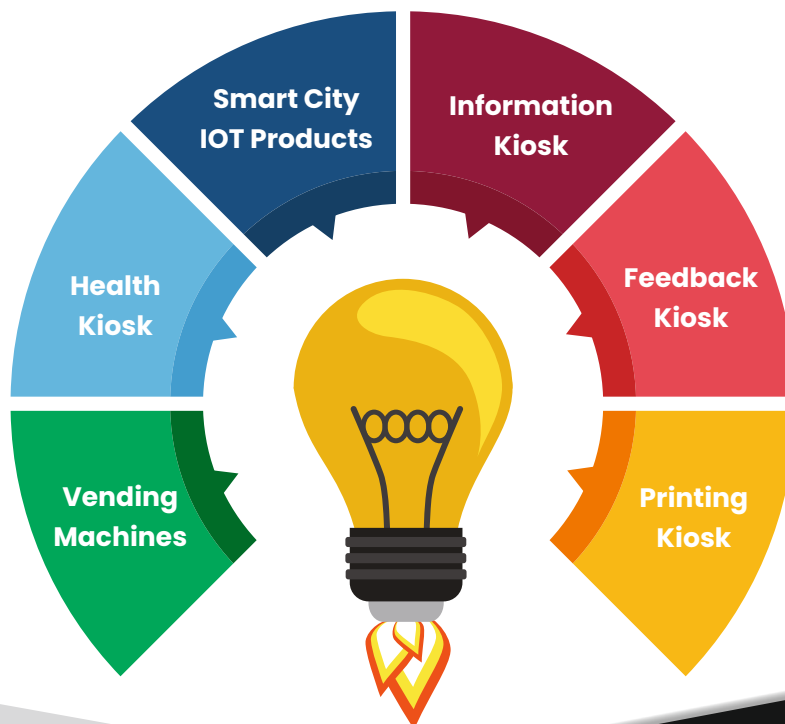 Smart City
IOT Products
Information
Kiosk
Health
Kiosk
Feedback
Kiosk
Vending
Machines
Printing
Kiosk